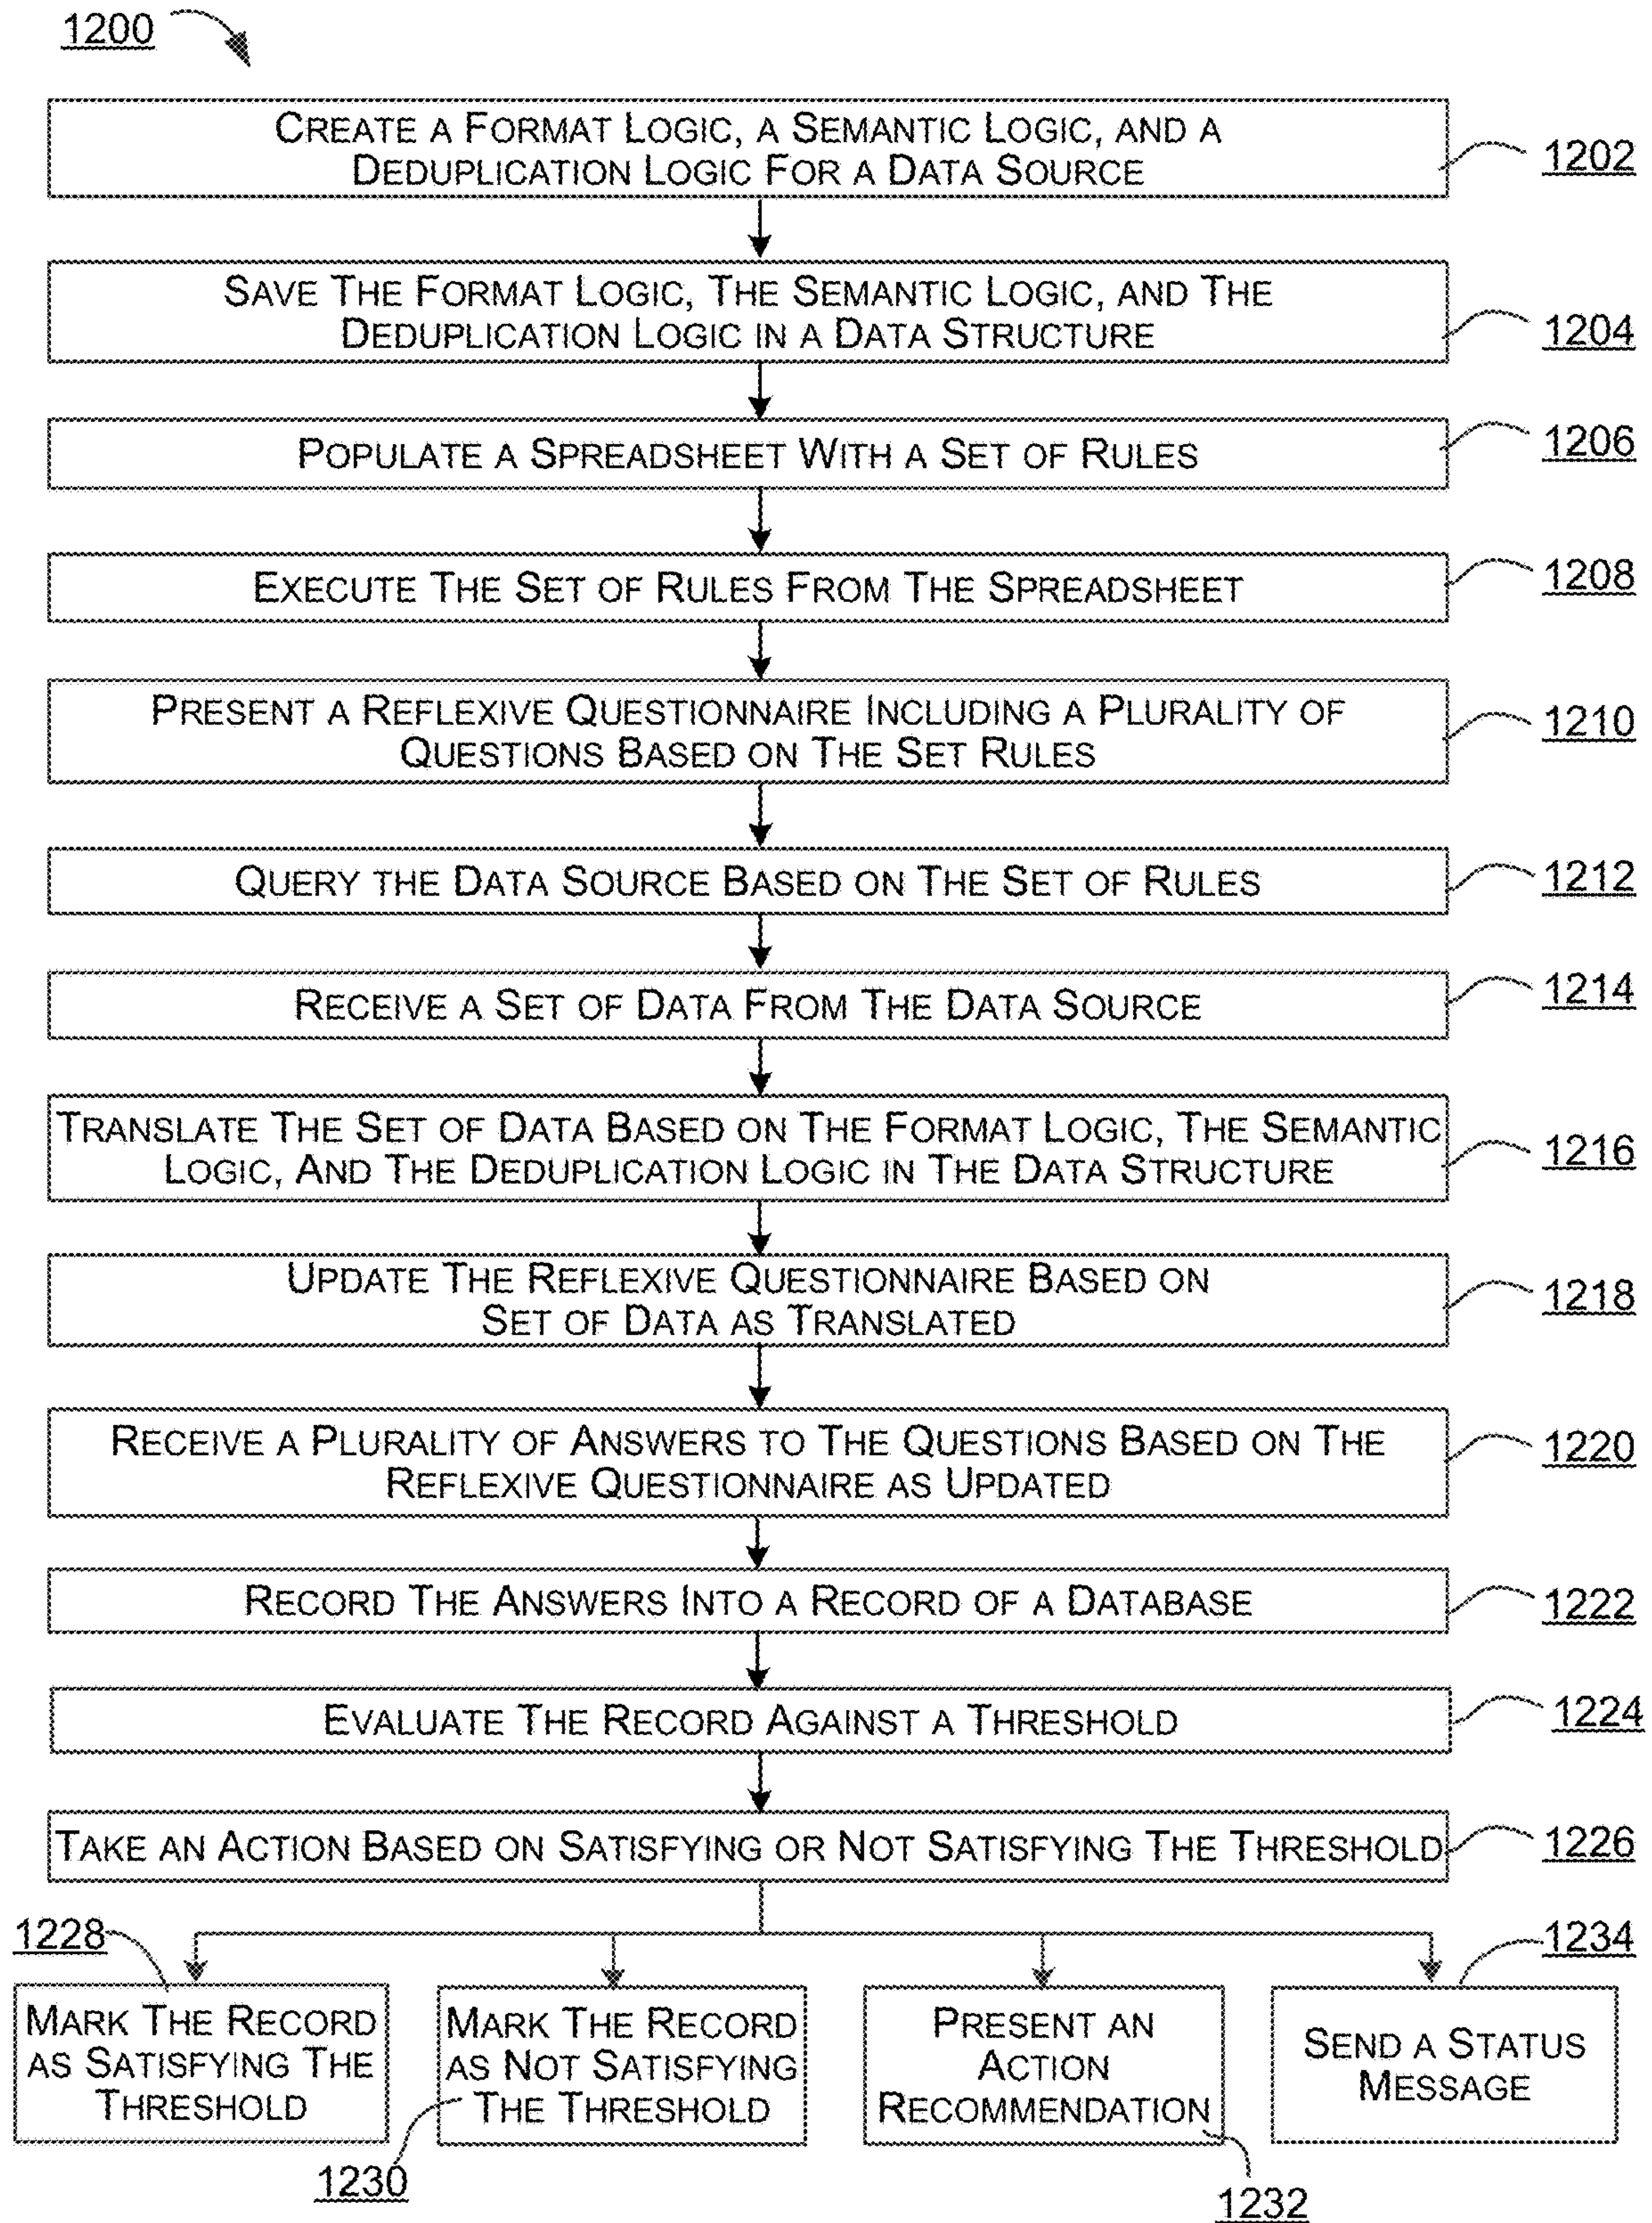 1200
CREATE A FORMAT LOGIC, A SEMANTIC LOGIC, AND A
DEDUPLICATION LOGIC FOR A DATA SOURCE
1202
SAVE THE FORMAT LOGIC, THE SEMANTIC LOGIC, AND THE
DEDUPLICATION LOGIC IN A DATA STRUCTURE
1204
POPULATE A SPREADSHEET WITH A SET OF RULES
1206
EXECUTE THE SET OF RULES FROM THE SPREADSHEET
1208
PRESENT A REFLEXIVE QUESTIONNAIRE INCLUDING A PLURALITY OF
QUESTIONS BASED ON THE SET RULES
1210
QUERY THE DATA SOURCE BASED ON THE SET OF RULES
1212
RECEIVE A SET OF DATA FROM THE DATA SOURCE
1214
TRANSLATE THE SET OF DATA BASED ON THE FORMAT LOGIC, THE SEMANTIC
LOGIC, AND THE DEDUPLICATION LOGIC IN THE DATA STRUCTURE
1216
UPDATE THE REFLEXIVE QUESTIONNAIRE BASED ON
SET OF DATA AS TRANSLATED
1218
RECEIVE A PLURALITY OF ANSWERS TO THE QUESTIONS BASED ON THE
REFLEXIVE QUESTIONNAIRE AS UPDATED
1220
RECORD THE ANSWERS INTO A RECORD OF A DATABASE
1222
EVALUATE THE RECORD AGAINST A THRESHOLD
1224
TAKE AN ACTION BASED ON SATISFYING OR NOT SATISFYING THE THRESHOLD
1226
1228
MARK THE RECORD
AS SATISFYING THE
THRESHOLD
MARK THE RECORD
AS NOT SATISFYING
THE THRESHOLD
1230
PRESENT AN
ACTION
RECOMMENDATION
1232
1234
SEND A STATUS
MESSAGE